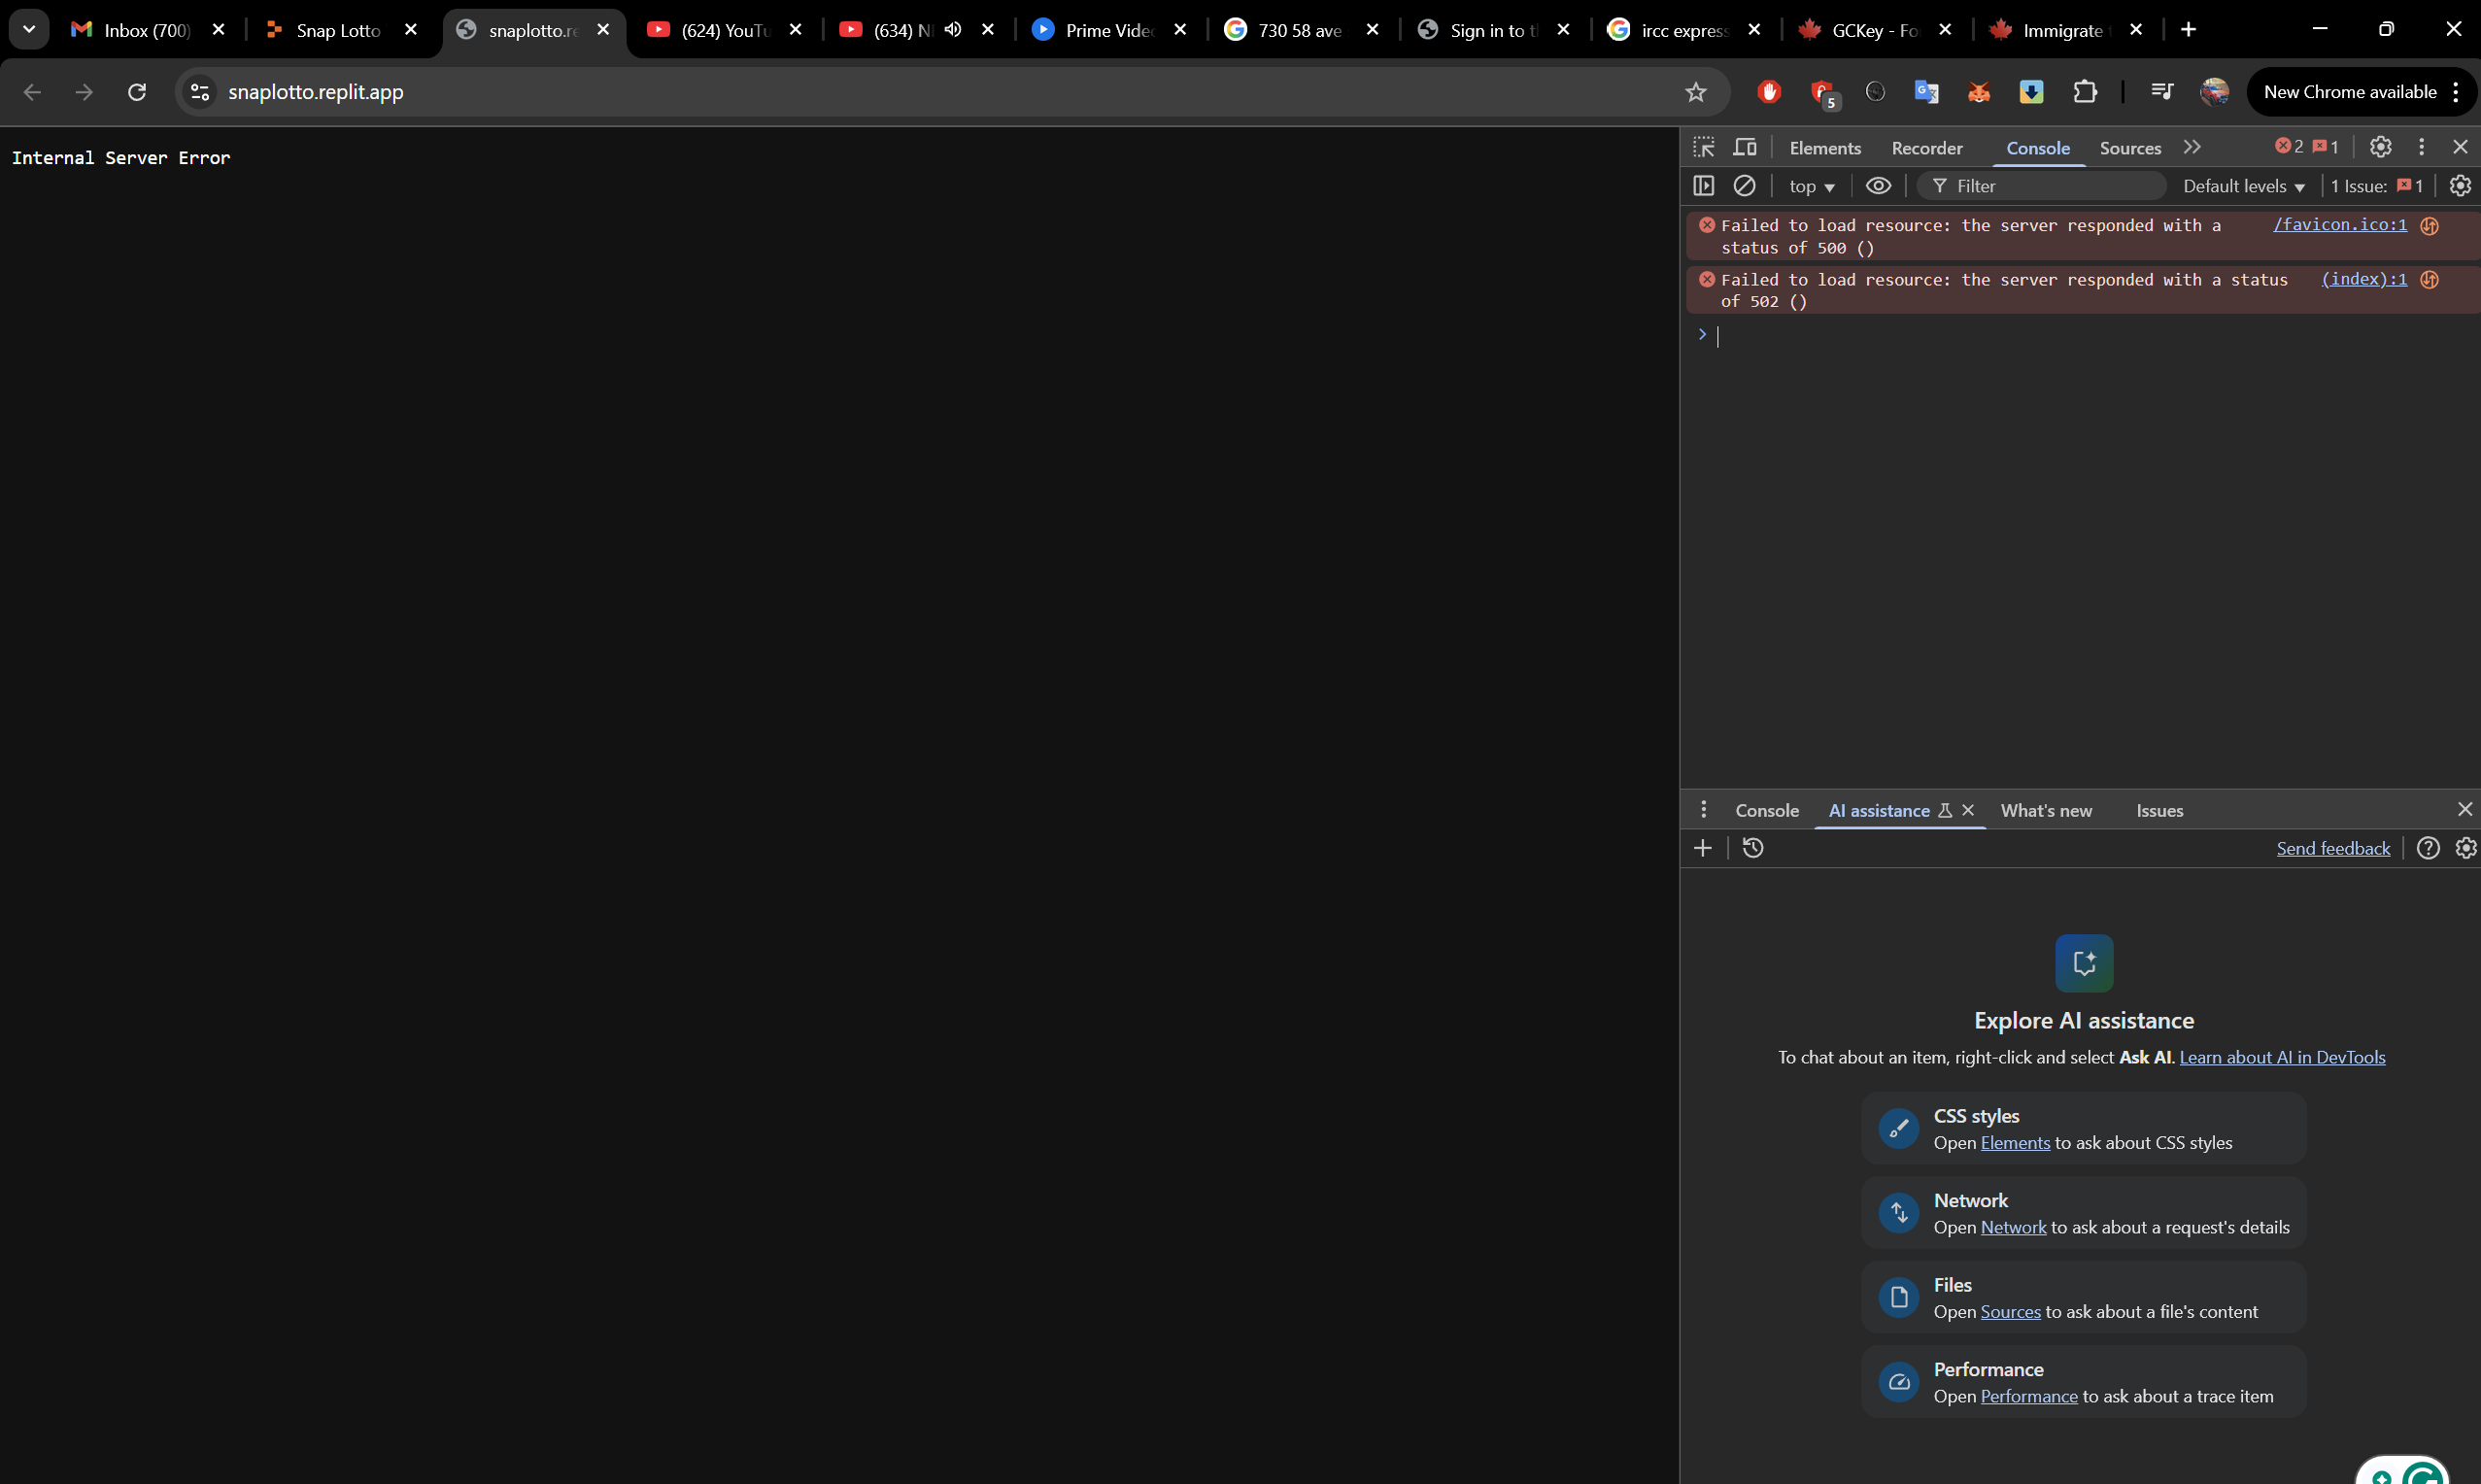 Inbox (700)
Snap Lotto
snaplotto.re
(624) YouTu
(634) N
Prime Vide
730 58 ave
Sign in to t
ircc express
GCKey - Fo
Immigrate
snaplotto.replit.app
5
New Chrome available
Internal Server Error
Elements
Recorder
Console
Sources
2
1
top
Filter
Default levels
1 Issue:
1
Failed to load resource: the server responded with a /favicon.ico:1
status of 500 ()
Failed to load resource: the server responded with a status (index):1
of 502 ()
Console
AI assistance
What's new
Issues
Send feedback
Explore AI assistance
To chat about an item, right-click and select Ask AI. Learn about AI in DevTools
CSS styles
Open Elements to ask about CSS styles
Network
Open Network to ask about a request's details
Files
Open Sources to ask about a file's content
Performance
Open Performance to ask about a trace item